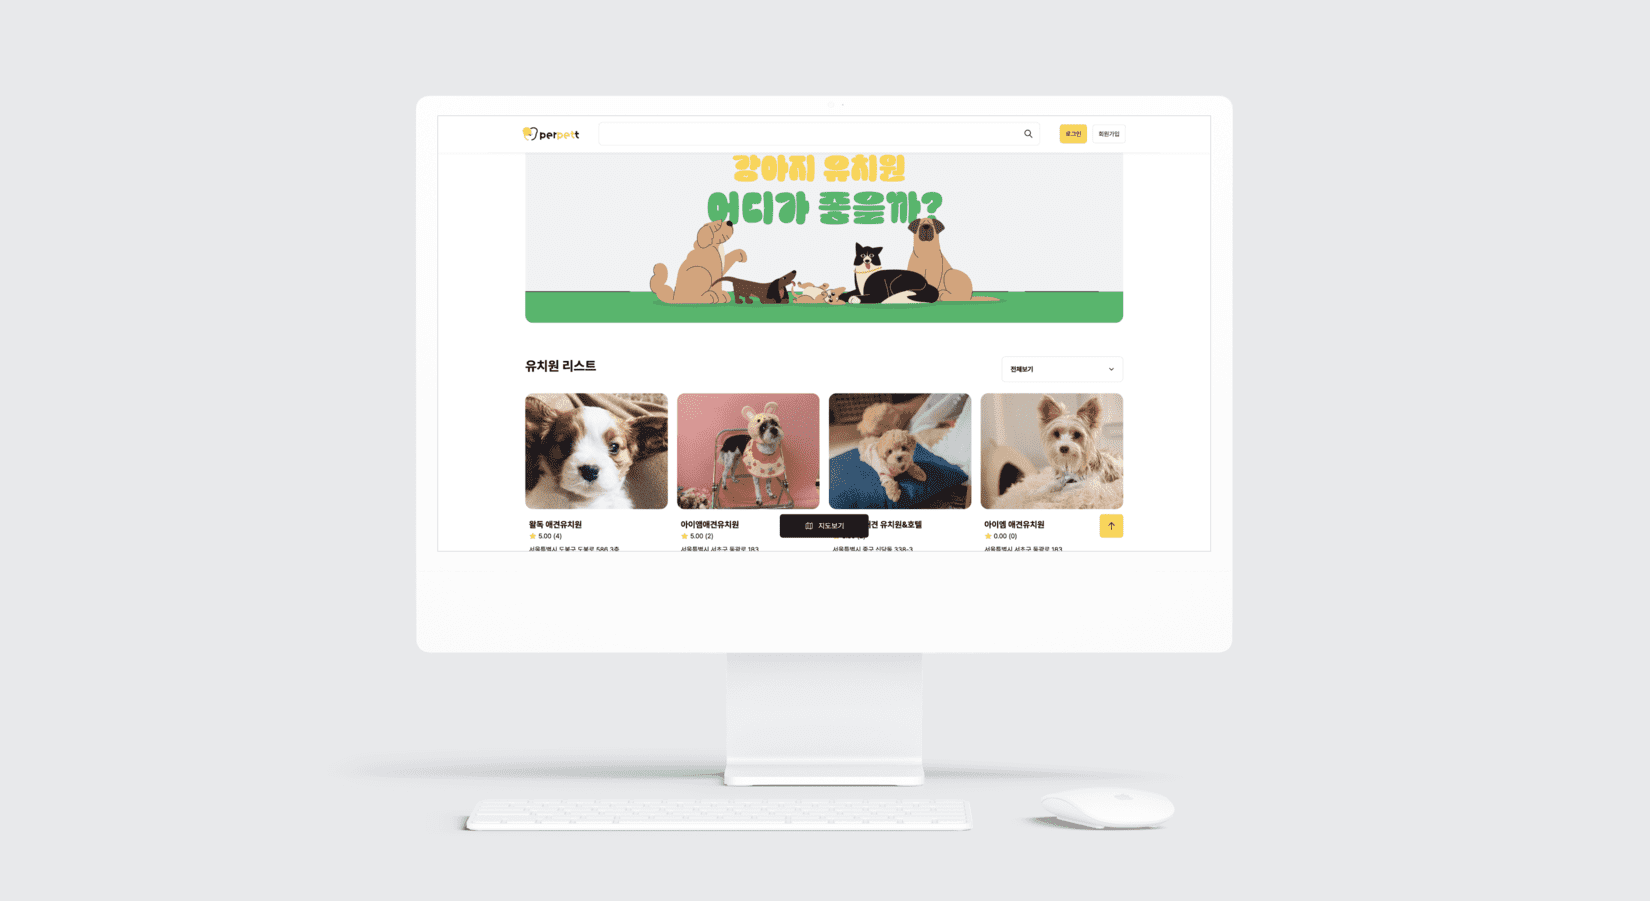 perpett
로그인
회원가입
강아지 유치원
어디가 좋을까?
유치원 리스트
전체보기
왈독 애견유치원
5.00 (4)
서울특별시 도봉구 도봉로 586 3층
아이엠애견유치원
5.00 (2)
서울특별시 서초구 동광로 183
지도보기
견 유치원&호텔
서울특별시 중구 신당동 338-3
아이엠 애견유치원
0.00 (0)
서울특별시 서초구 동광로 183